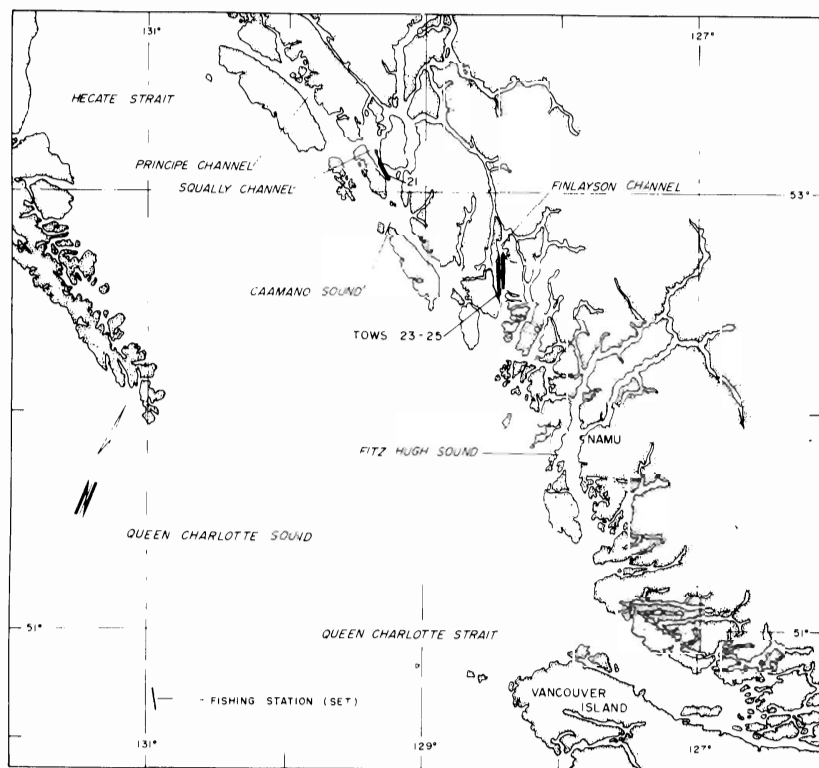 131°
127°
HECATE STRAIT
PRINCIPE CHANNEL
SQUALLY CHANNEL
21
FINLAYSON CHANNEL
53°
CAAMANO SOUND
TOWS 23-25
NAMU
FITZ HUGH SOUND
N
QUEEN CHARLOTTE SOUND
51°
QUEEN CHARLOTTE STRAIT
51°
- FISHING STATION (SET)
VANCOUVER
ISLAND
131°
129°
127°